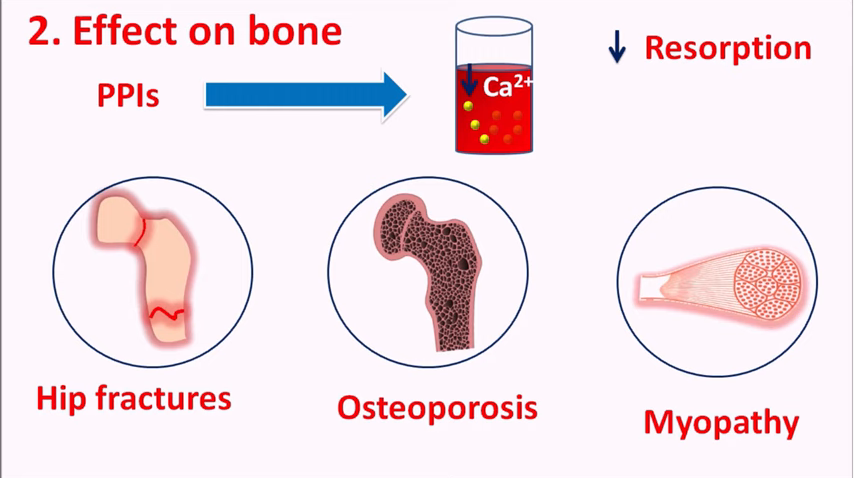 2. Effect on bone
PPIs
Ca²⁺
↓ Resorption
Hip fractures
Osteoporosis
Myopathy